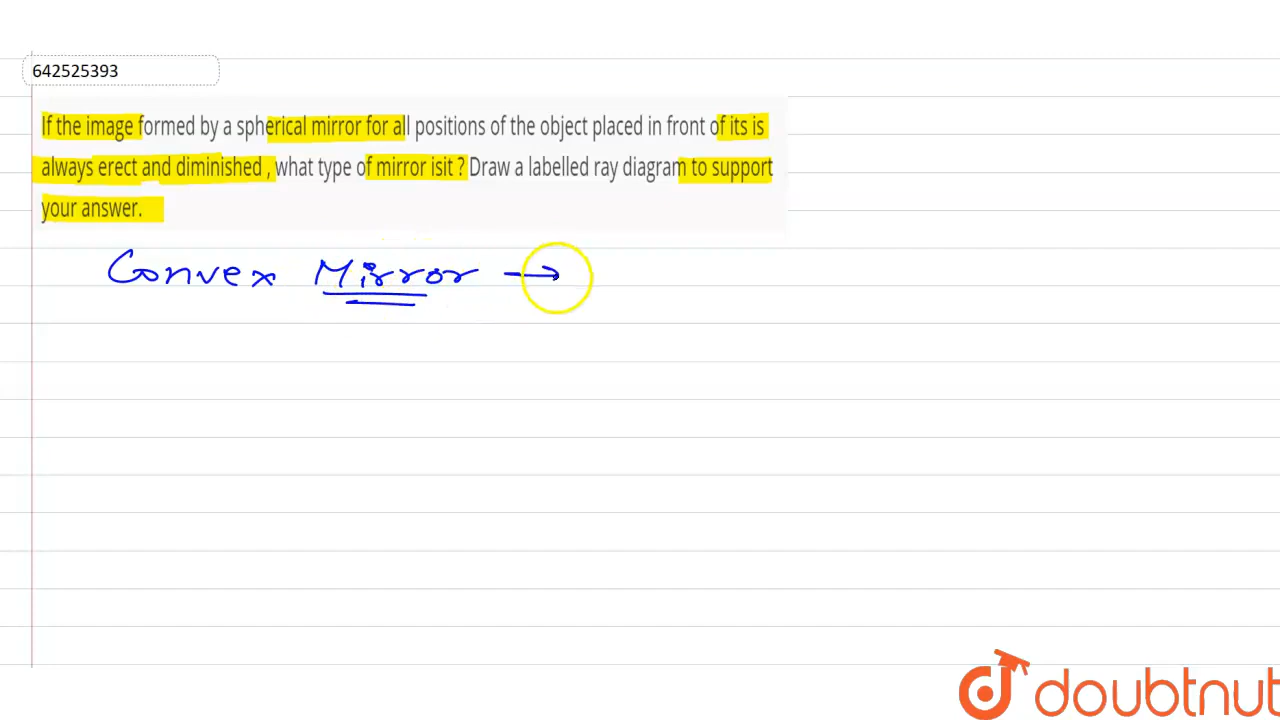 642525393
If the image formed by a spherical mirror for all positions of the object placed in front of its is
always erect and diminished , what type of mirror isit ? Draw a labelled ray diagram to support
your answer.
Convex Mirror →
doubtnut